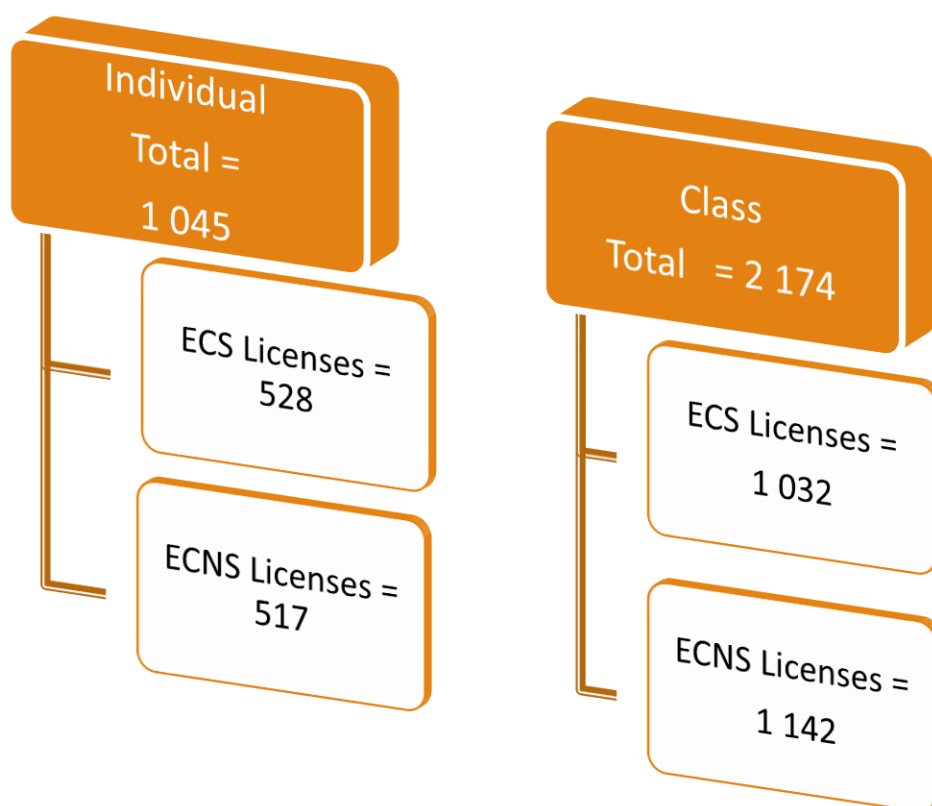 Individual
Total =
1 045
ECS Licenses =
528
ECNS Licenses =
517
Class
Total = 2 174
ECS Licenses =
1 032
ECNS Licenses =
1 142